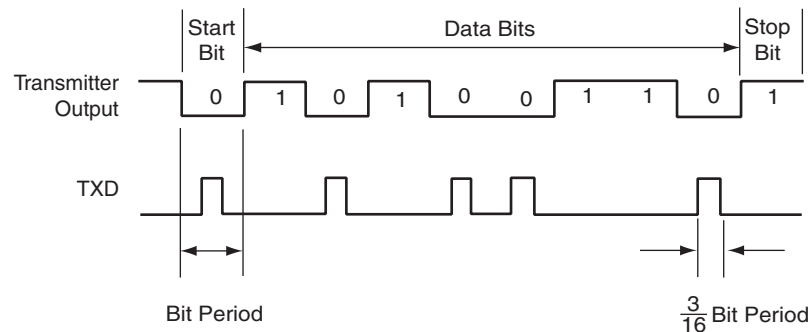 Start
Bit
Data Bits
Stop
Bit
Transmitter
Output
0 1 0 1 0 0 1 1 0 1
TXD
Bit Period
3/16 Bit Period